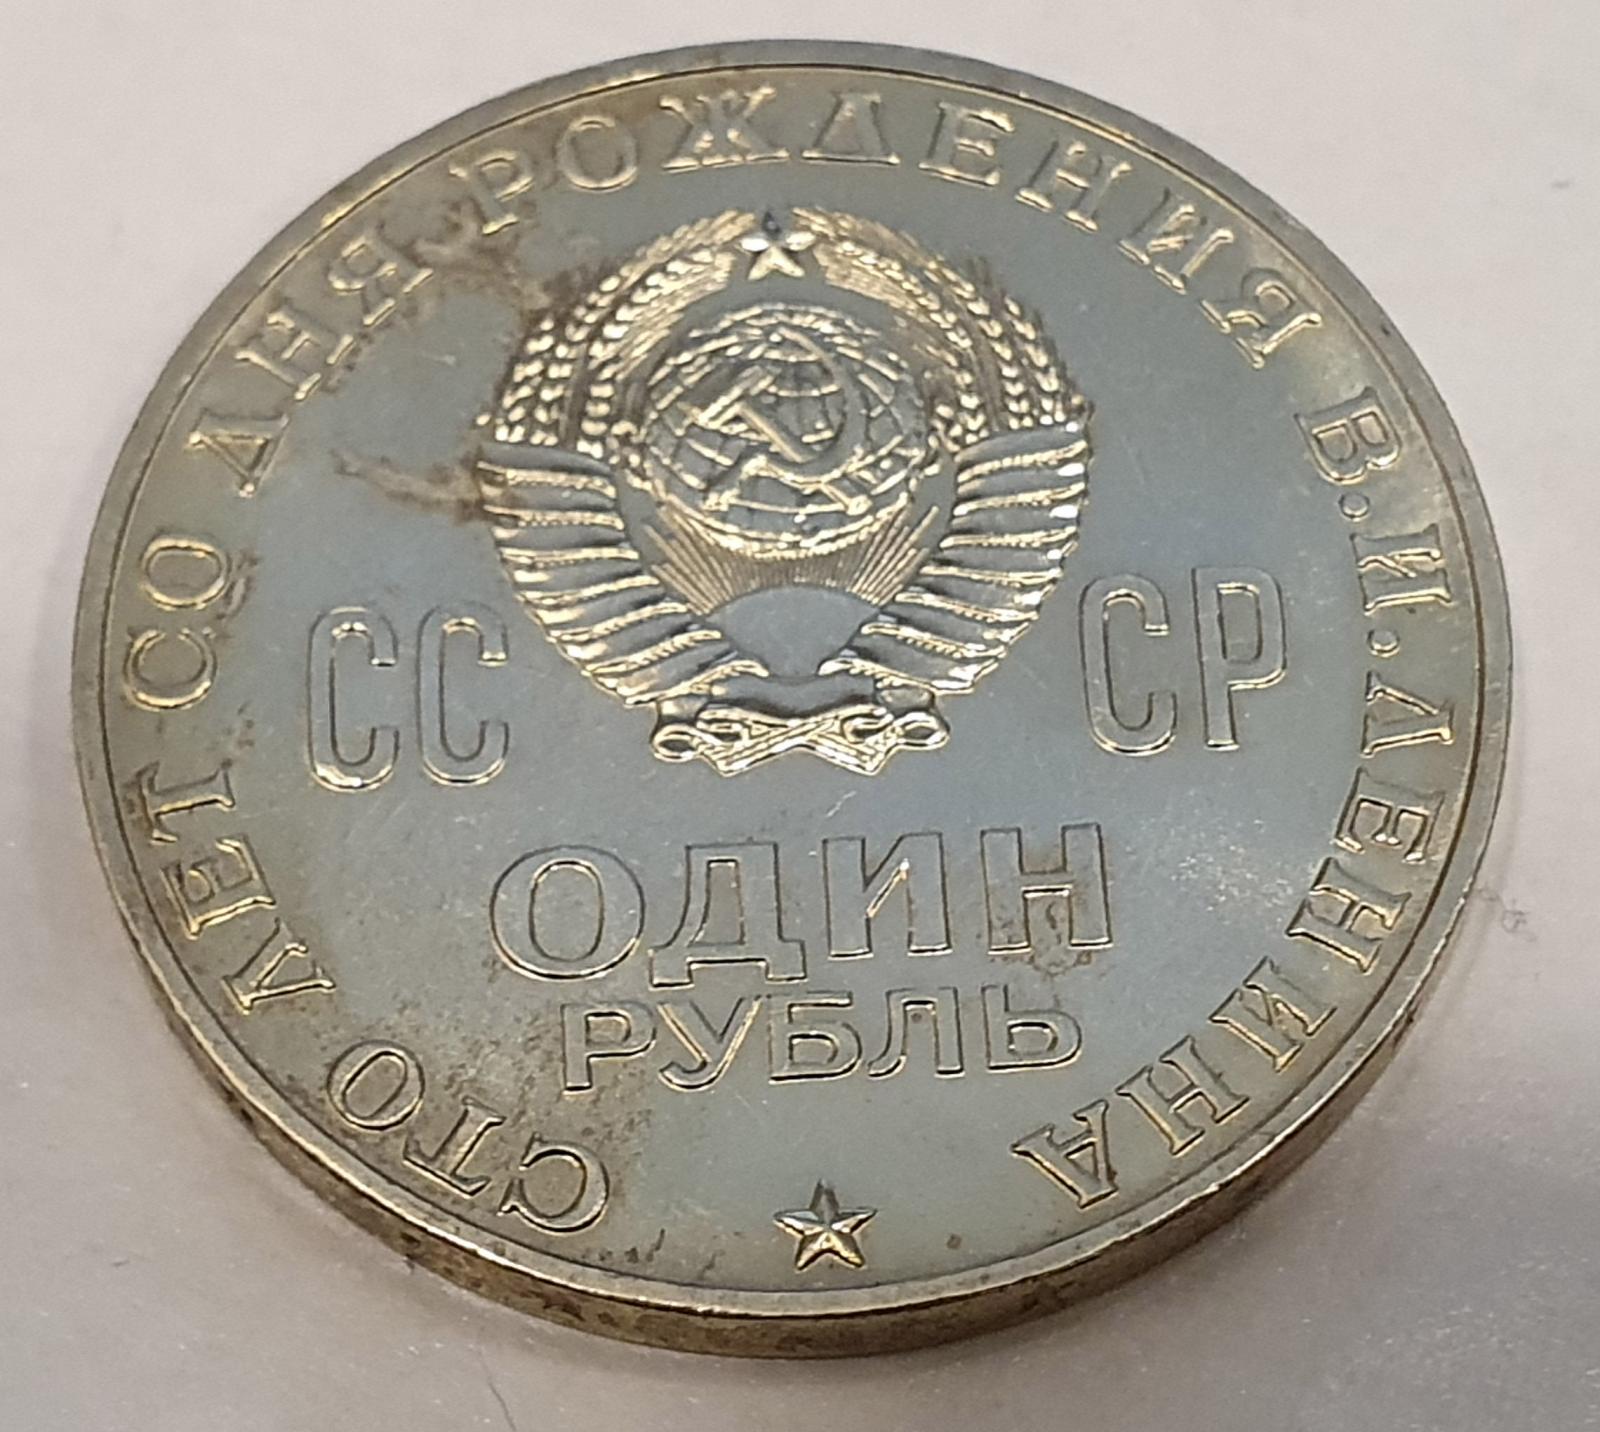 СТО ЛЕТ СО ДНЯ РОЖДЕНИЯ В.И.ЛЕНИНА
СС СР
ОДИН
РУБЛЬ